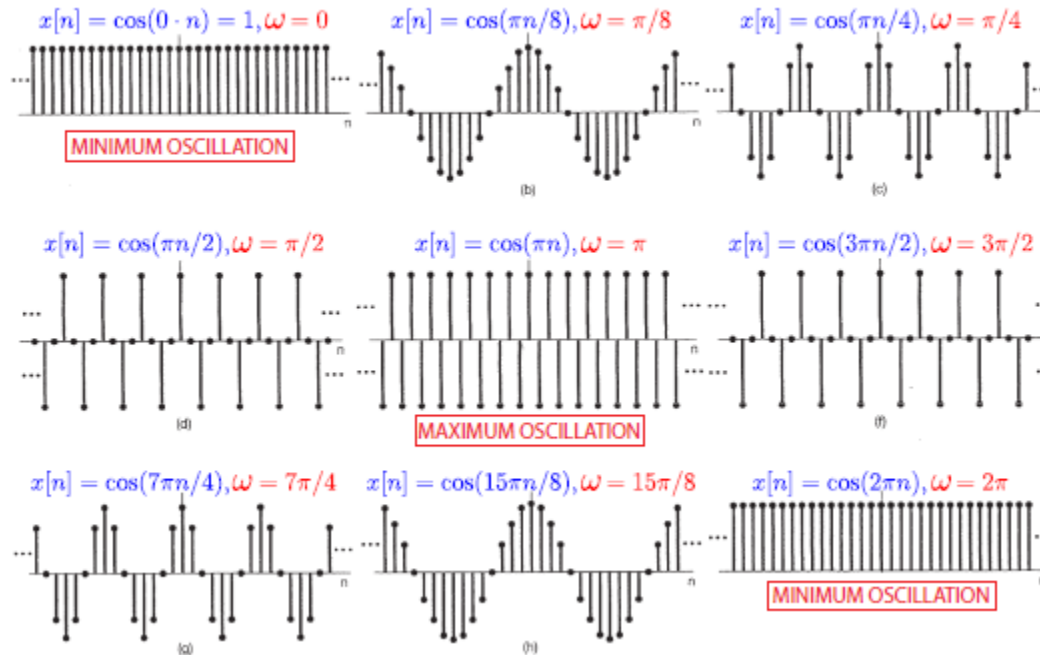 x[n] = cos(0 · n) = 1, ω = 0
x[n] = cos(πn/8), ω = π/8
x[n] = cos(πn/4), ω = π/4
... ... ... ... ... ...
n
n
n
MINIMUM OSCILLATION
(b)
(c)
x[n] = cos(πn/2), ω = π/2
x[n] = cos(πn), ω = π
x[n] = cos(3πn/2), ω = 3π/2
... ... ... ... ...
n
n
n
... ... ... ... ...
(d)
MAXIMUM OSCILLATION
(f)
x[n] = cos(7πn/4), ω = 7π/4
x[n] = cos(15πn/8), ω = 15π/8
x[n] = cos(2πn), ω = 2π
... ... ... ... ... ...
n
n
MINIMUM OSCILLATION
(g)
(h)